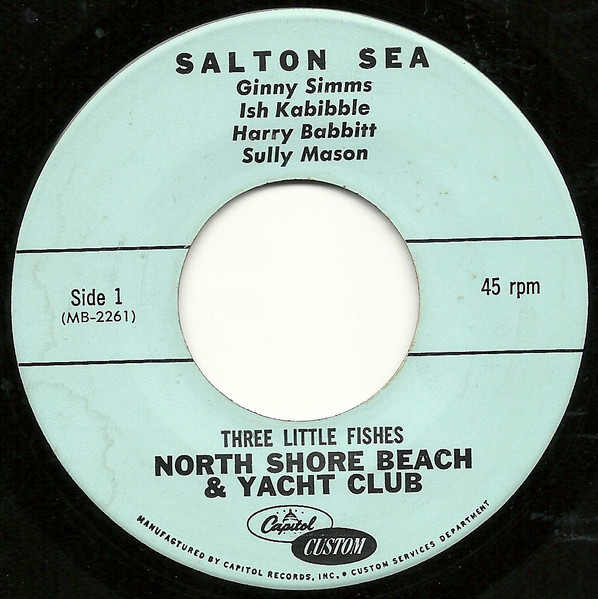 SALTON SEA
Ginny Simms
Ish Kabibble
Harry Babbitt
Sully Mason
Side 1
(MB-2261)
45 rpm
THREE LITTLE FISHES
NORTH SHORE BEACH
& YACHT CLUB
Capitol
CUSTOM
MANUFACTURED BY CAPITOL RECORDS, INC. • CUSTOM SERVICES DEPARTMENT